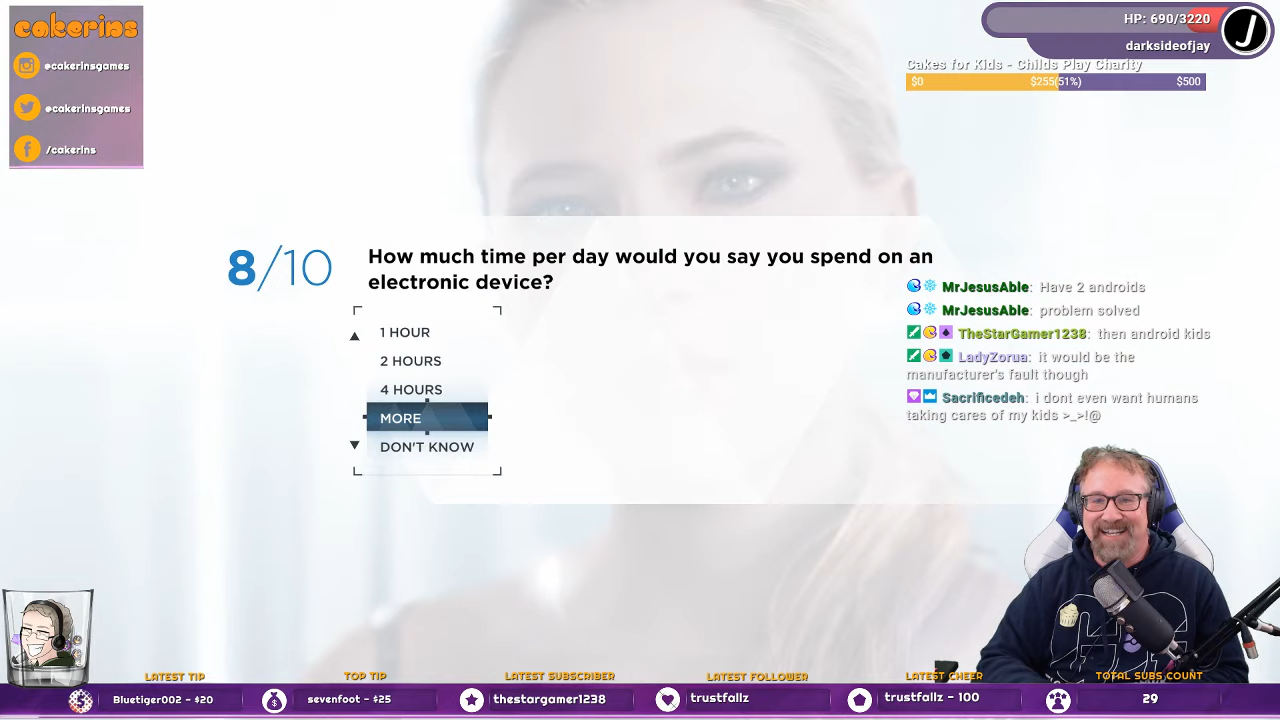 cakerins
@cakerinsgames
@cakerinsgames
/cakerins
HP: 690/3220
J
darksideofjay
Cakes for Kids - Childs Play Charity
$0 $255(51%) $500
8/10
How much time per day would you say you spend on an
electronic device?
1 HOUR
2 HOURS
4 HOURS
MORE
DON'T KNOW
MrJesusAble: Have 2 androids
MrJesusAble: problem solved
TheStarGamer1238: then android kids
LadyZorua: it would be the
manufacturer's fault though
Sacrificedeh: i dont even want humans
taking cares of my kids >_>!@
LATEST TIP
Bluetiger002 - $20
TOP TIP
sevenfoot - $25
LATEST SUBSCRIBER
thestargamer1238
LATEST FOLLOWER
trustfallz
LATEST CHEER
trustfallz - 100
TOTAL SUBS COUNT
29